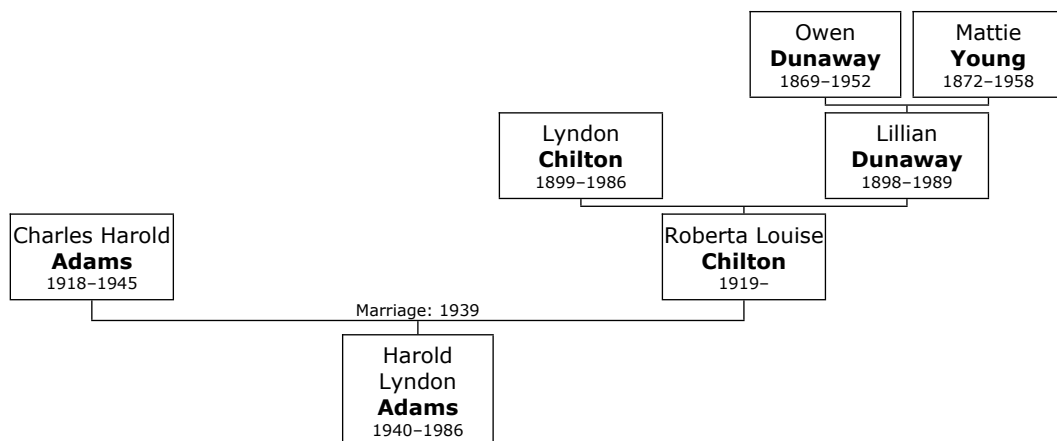 Owen
Dunaway
1869–1952
Mattie
Young
1872–1958
Lyndon
Chilton
1899–1986
Lillian
Dunaway
1898–1989
Charles Harold
Adams
1918–1945
Roberta Louise
Chilton
1919–
Marriage: 1939
Harold
Lyndon
Adams
1940–1986